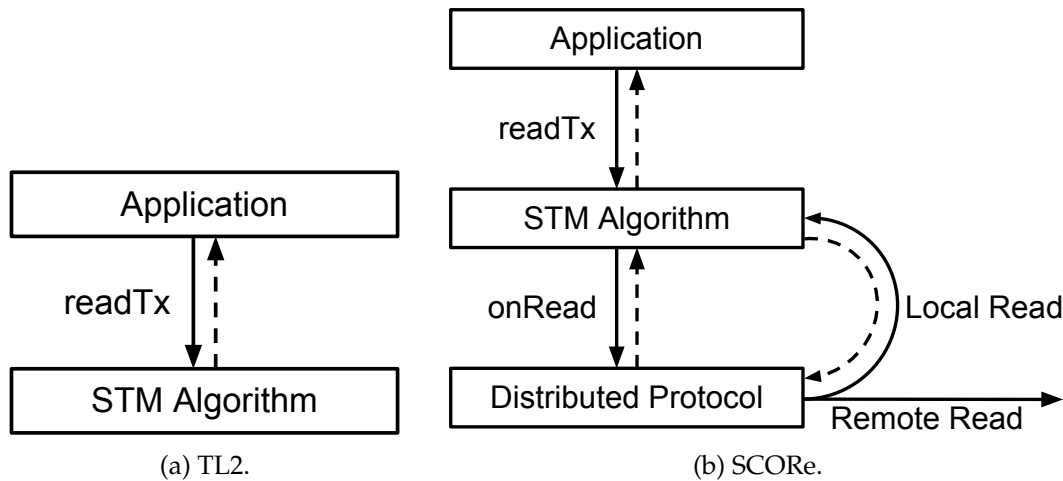 Application
readTx
STM Algorithm
(a) TL2.
Application
readTx
STM Algorithm
onRead
Local Read
Distributed Protocol
Remote Read
(b) SCORe.